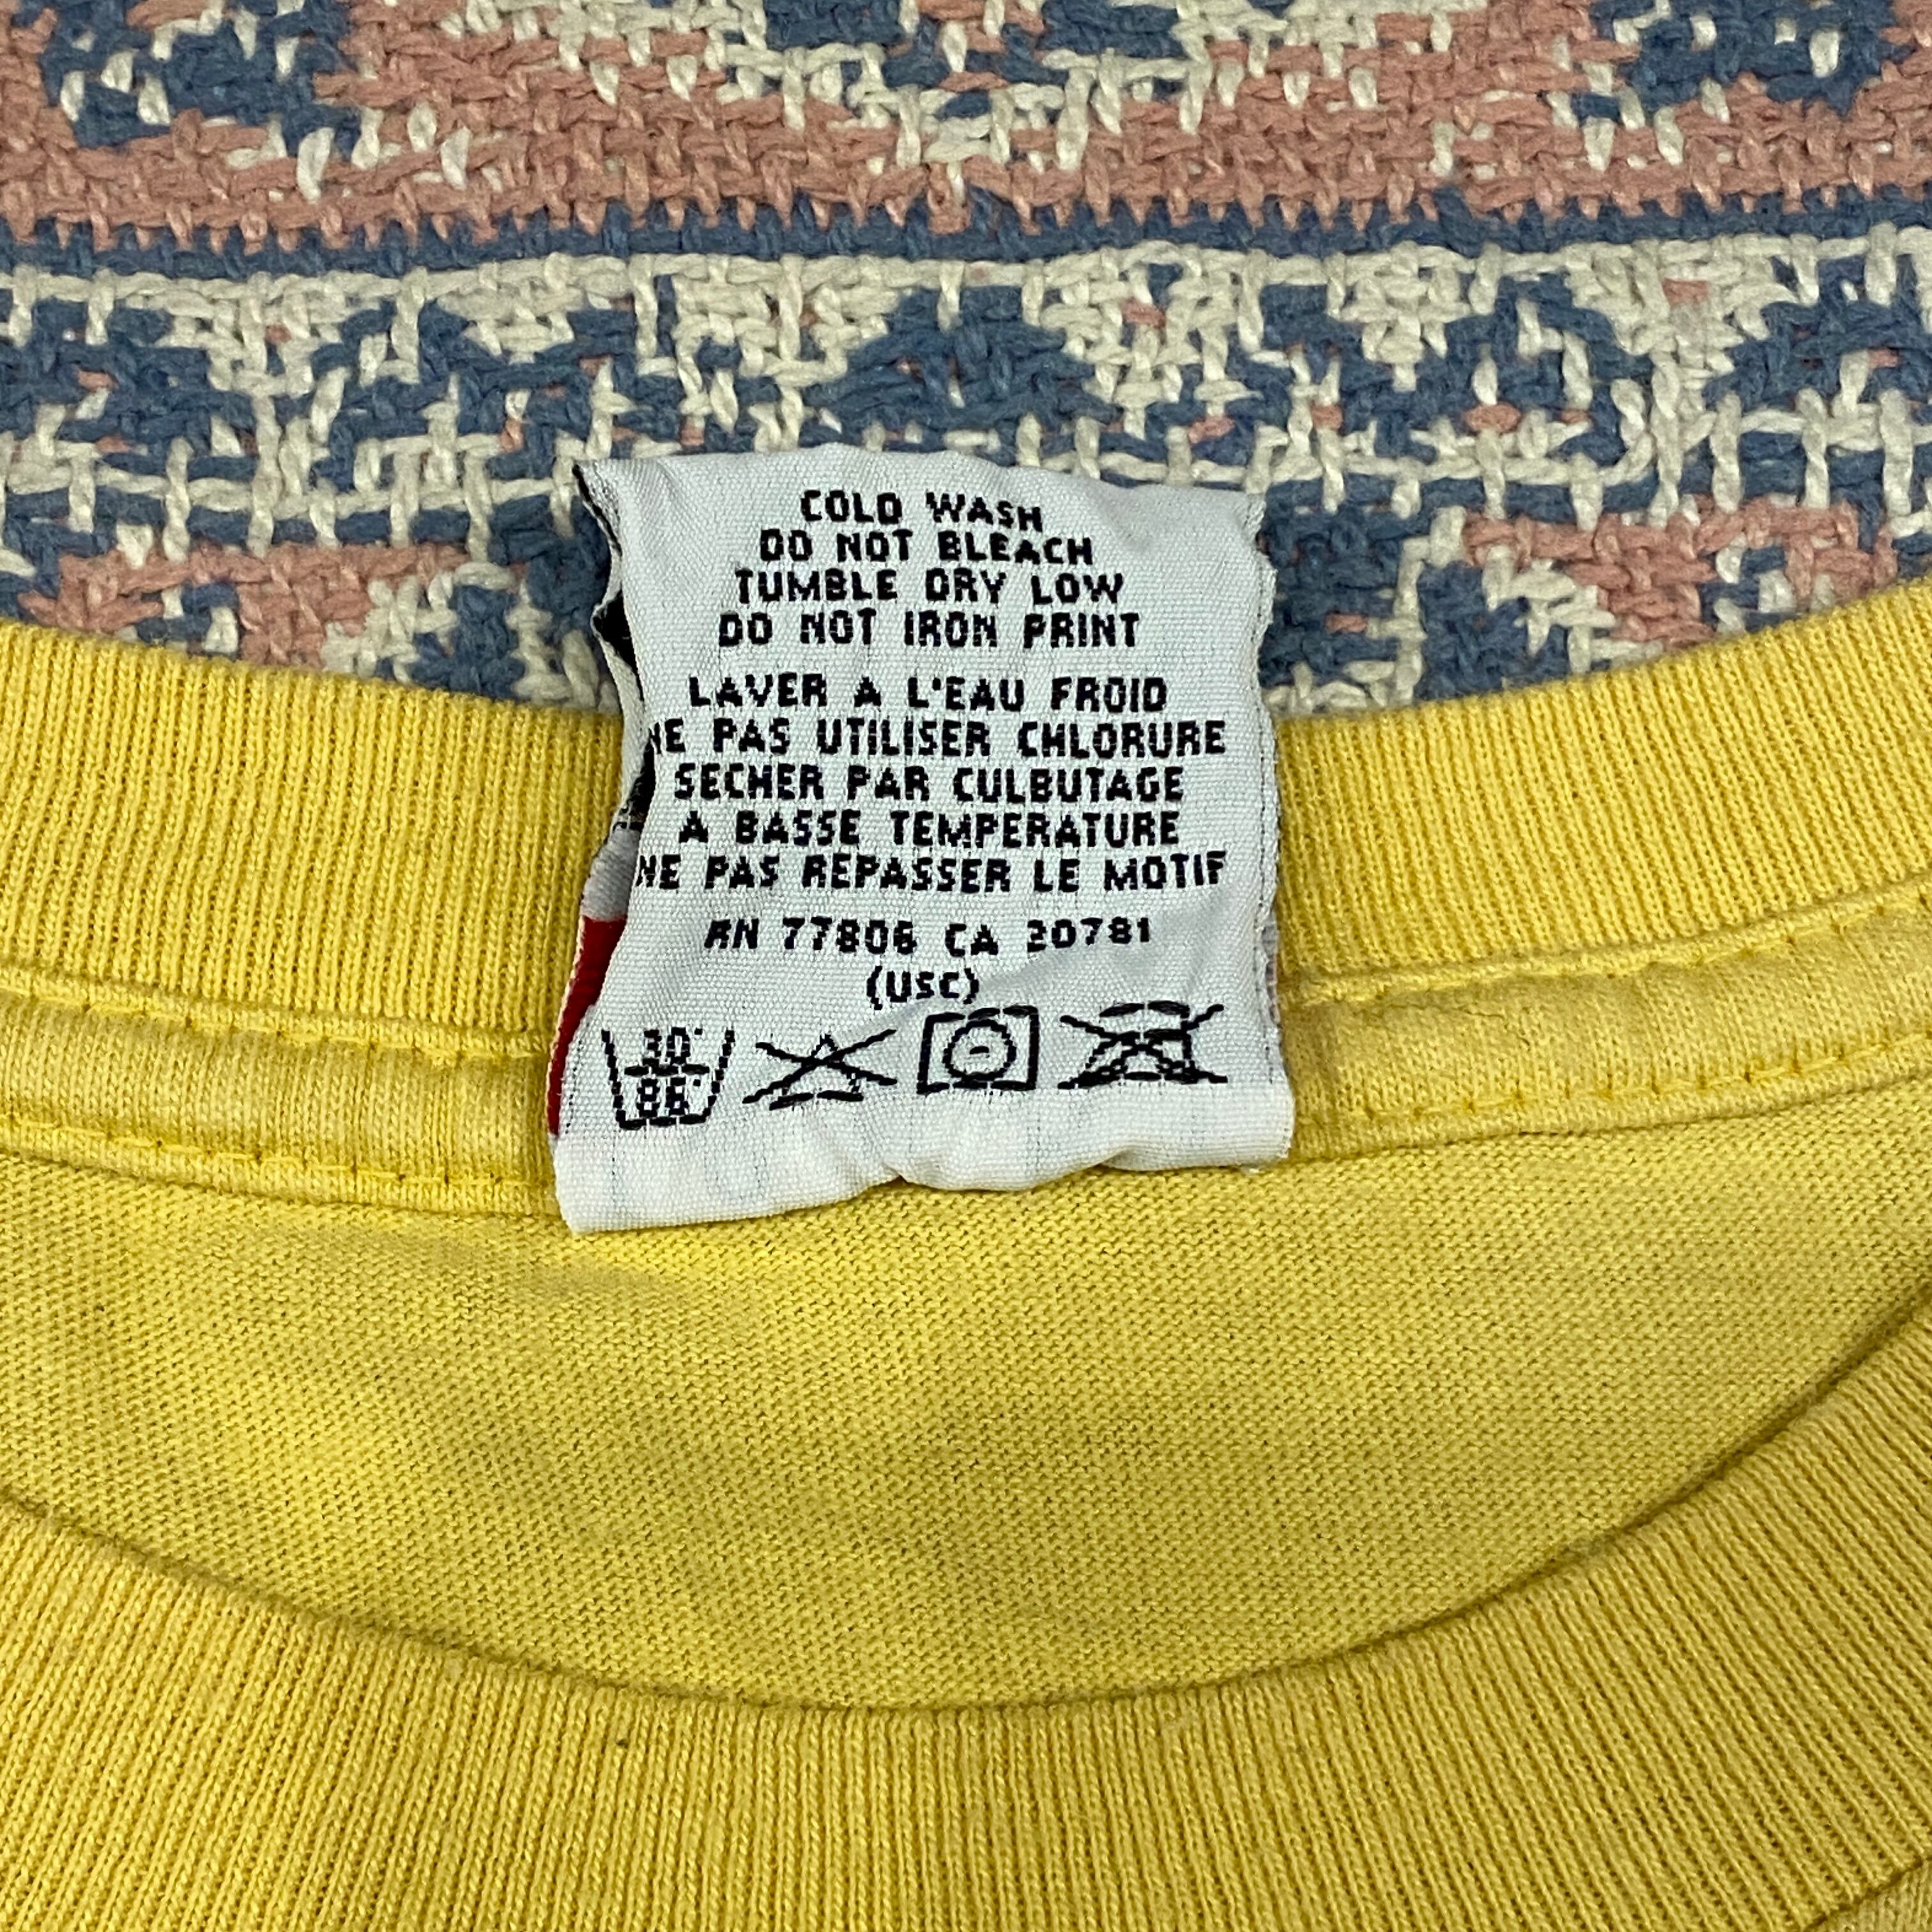 COLD WASH
DO NOT BLEACH
TUMBLE DRY LOW
DO NOT IRON PRINT
LAVER A L'EAU FROID
NE PAS UTILISER CHLORURE
SECHER PAR CULBUTAGE
A BASSE TEMPERATURE
NE PAS REPASSER LE MOTIF
RN 77806 CA 20781
(USC)
30°
86°